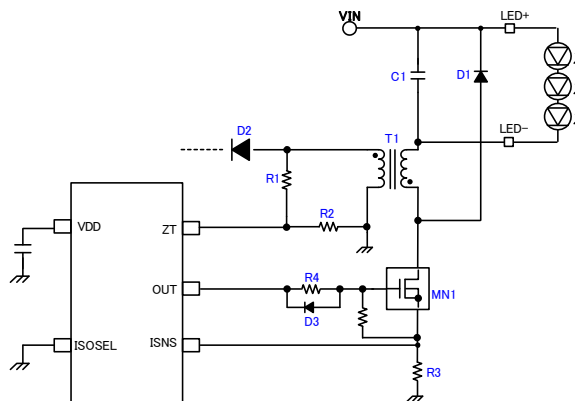 VIN
LED+
C1
D1
D2
T1
LED-
R1
VDD
R2
ZT
R4
OUT
MN1
D3
ISOSEL
ISNS
R3